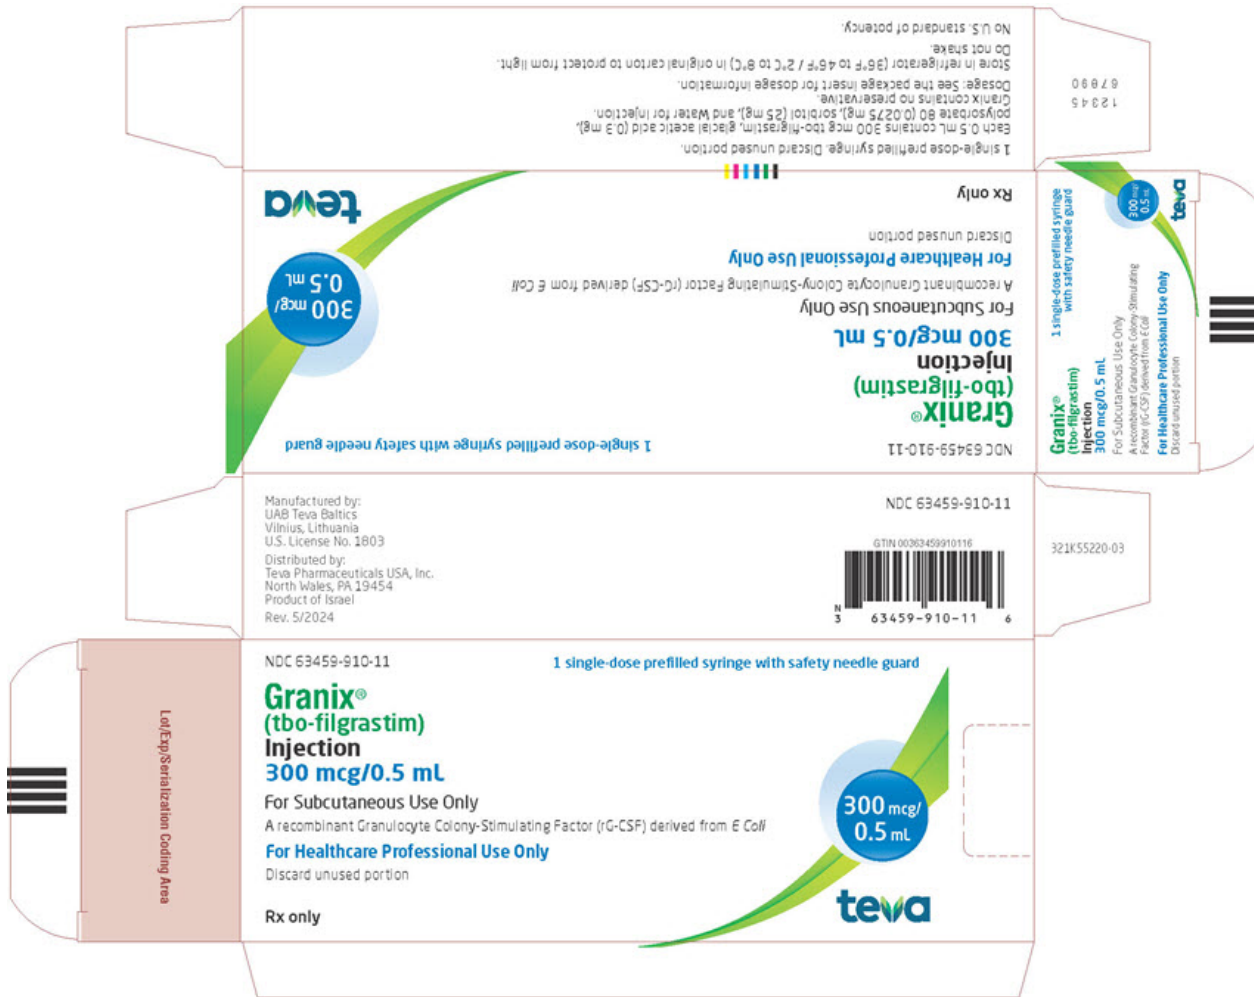 No U.S. standard of potency.
Do not shake.
Store in refrigerator (36°F to 46°F / 2°C to 8°C) in original carton to protect from light.
Dosage: See the package insert for dosage information.
Granix contains no preservative.
polysorbate 80 (0.0275 mg), sorbitol (25 mg), and Water for Injection.
Each 0.5 mL contains 300 mcg tbo-filgrastim, glacial acetic acid (0.3 mg),
1 single-dose prefilled syringe. Discard unused portion.
12345
67890
NDC 63459-910-11
1 single-dose prefilled syringe with safety needle guard
Granix®
(tbo-filgrastim)
Injection
300 mcg/0.5 mL
For Subcutaneous Use Only
A recombinant Granulocyte Colony-Stimulating Factor (rG-CSF) derived from E Coli
For Healthcare Professional Use Only
Discard unused portion
Rx only
300 mcg/
0.5 mL
teva
Granix®
(tbo-filgrastim)
Injection
300 mcg/0.5 mL
For Subcutaneous Use Only
A recombinant Granulocyte Colony-Stimulating
Factor (rG-CSF) derived from E Coli
For Healthcare Professional Use Only
Discard unused portion
1 single-dose prefilled syringe
with safety needle guard
300 mcg/
0.5 mL
teva
Manufactured by:
UAB Teva Baltics
Vilnius, Lithuania
U.S. License No. 1803
Distributed by:
Teva Pharmaceuticals USA, Inc.
North Wales, PA 19454
Product of Israel
Rev. 5/2024
NDC 63459-910-11
GTIN 00363459910116
N
3 63459-910-11 6
321K55220-03
Lot/Exp/Serialization Coding Area
NDC 63459-910-11
1 single-dose prefilled syringe with safety needle guard
Granix®
(tbo-filgrastim)
Injection
300 mcg/0.5 mL
For Subcutaneous Use Only
A recombinant Granulocyte Colony-Stimulating Factor (rG-CSF) derived from E Coli
For Healthcare Professional Use Only
Discard unused portion
Rx only
300 mcg/
0.5 mL
teva